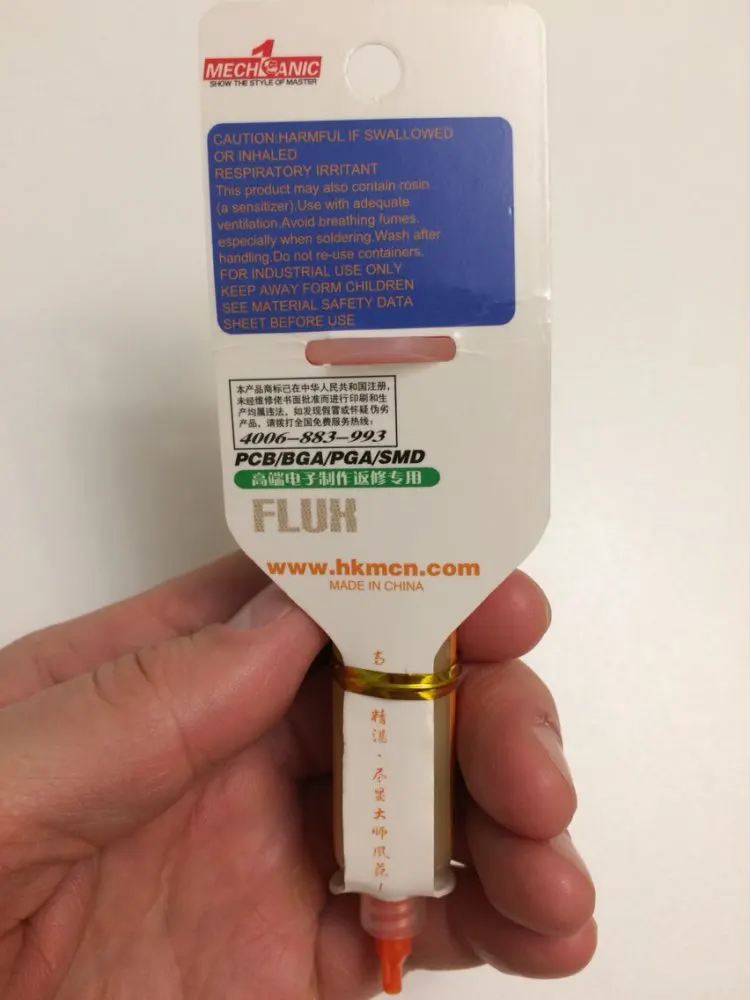 1
MECHANIC
SHOW THE STYLE OF MASTER
CAUTION:HARMFUL IF SWALLOWED
OR INHALED
RESPIRATORY IRRITANT
This product may also contain rosin
(a sensitizer).Use with adequate
ventilation.Avoid breathing fumes.
especially when soldering.Wash after
handling.Do not re-use containers.
FOR INDUSTRIAL USE ONLY
KEEP AWAY FORM CHILDREN
SEE MATERIAL SAFETY DATA
SHEET BEFORE USE
本产品商标已在中华人民共和国注册,
未经维修佬书面批准而进行印刷和生
产均属违法，如发现假冒或怀疑伪劣
产品，请拨打全国免费服务热线:
4006-883-993
PCB/BGA/PGA/SMD
高端电子制作返修专用
FLUX
www.hkmcn.com
MADE IN CHINA
精湛·尽显大师风范！